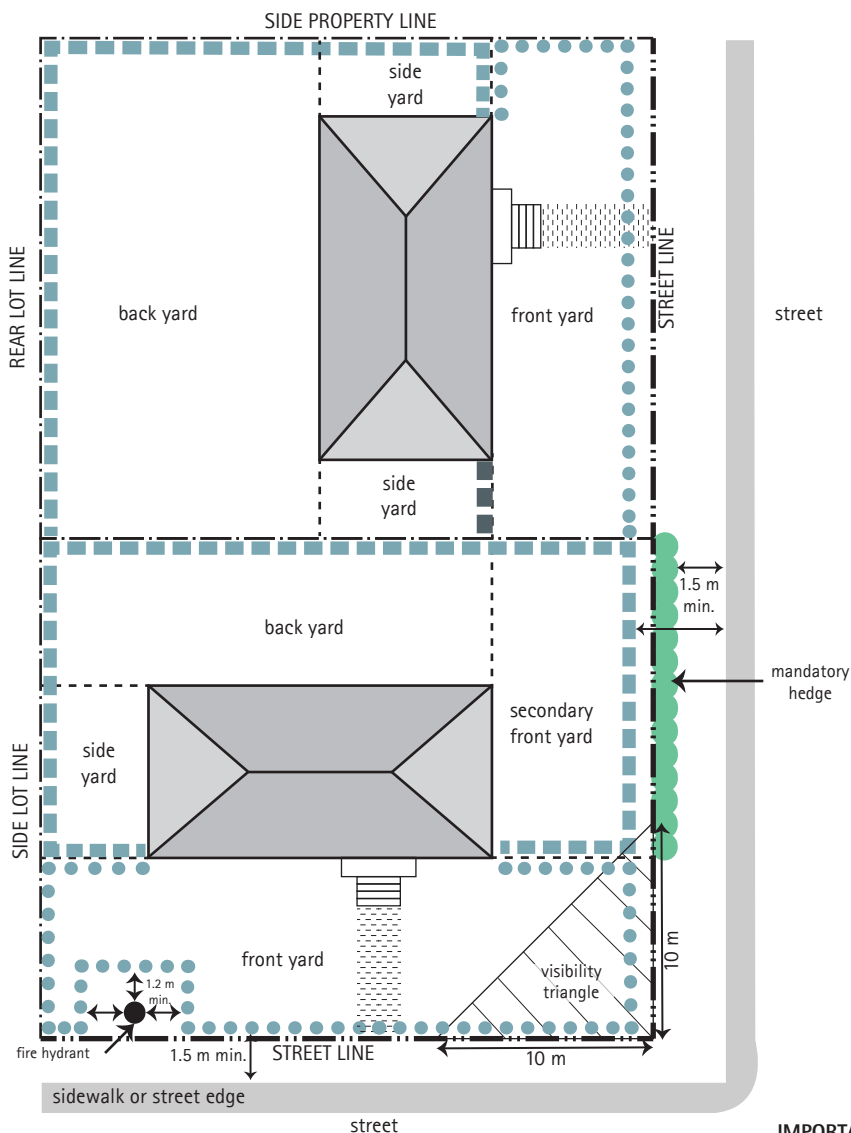 SIDE PROPERTY LINE
side
yard
REAR LOT LINE
back yard
front yard
STREET LINE
street
side
yard
1.5 m
min.
back yard
mandatory
hedge
secondary
front yard
side
yard
SIDE LOT LINE
10 m
front yard
visibility
triangle
1.2 m
min.
fire hydrant
1.5 m min.
STREET LINE
10 m
sidewalk or street edge
street
IMPORTA